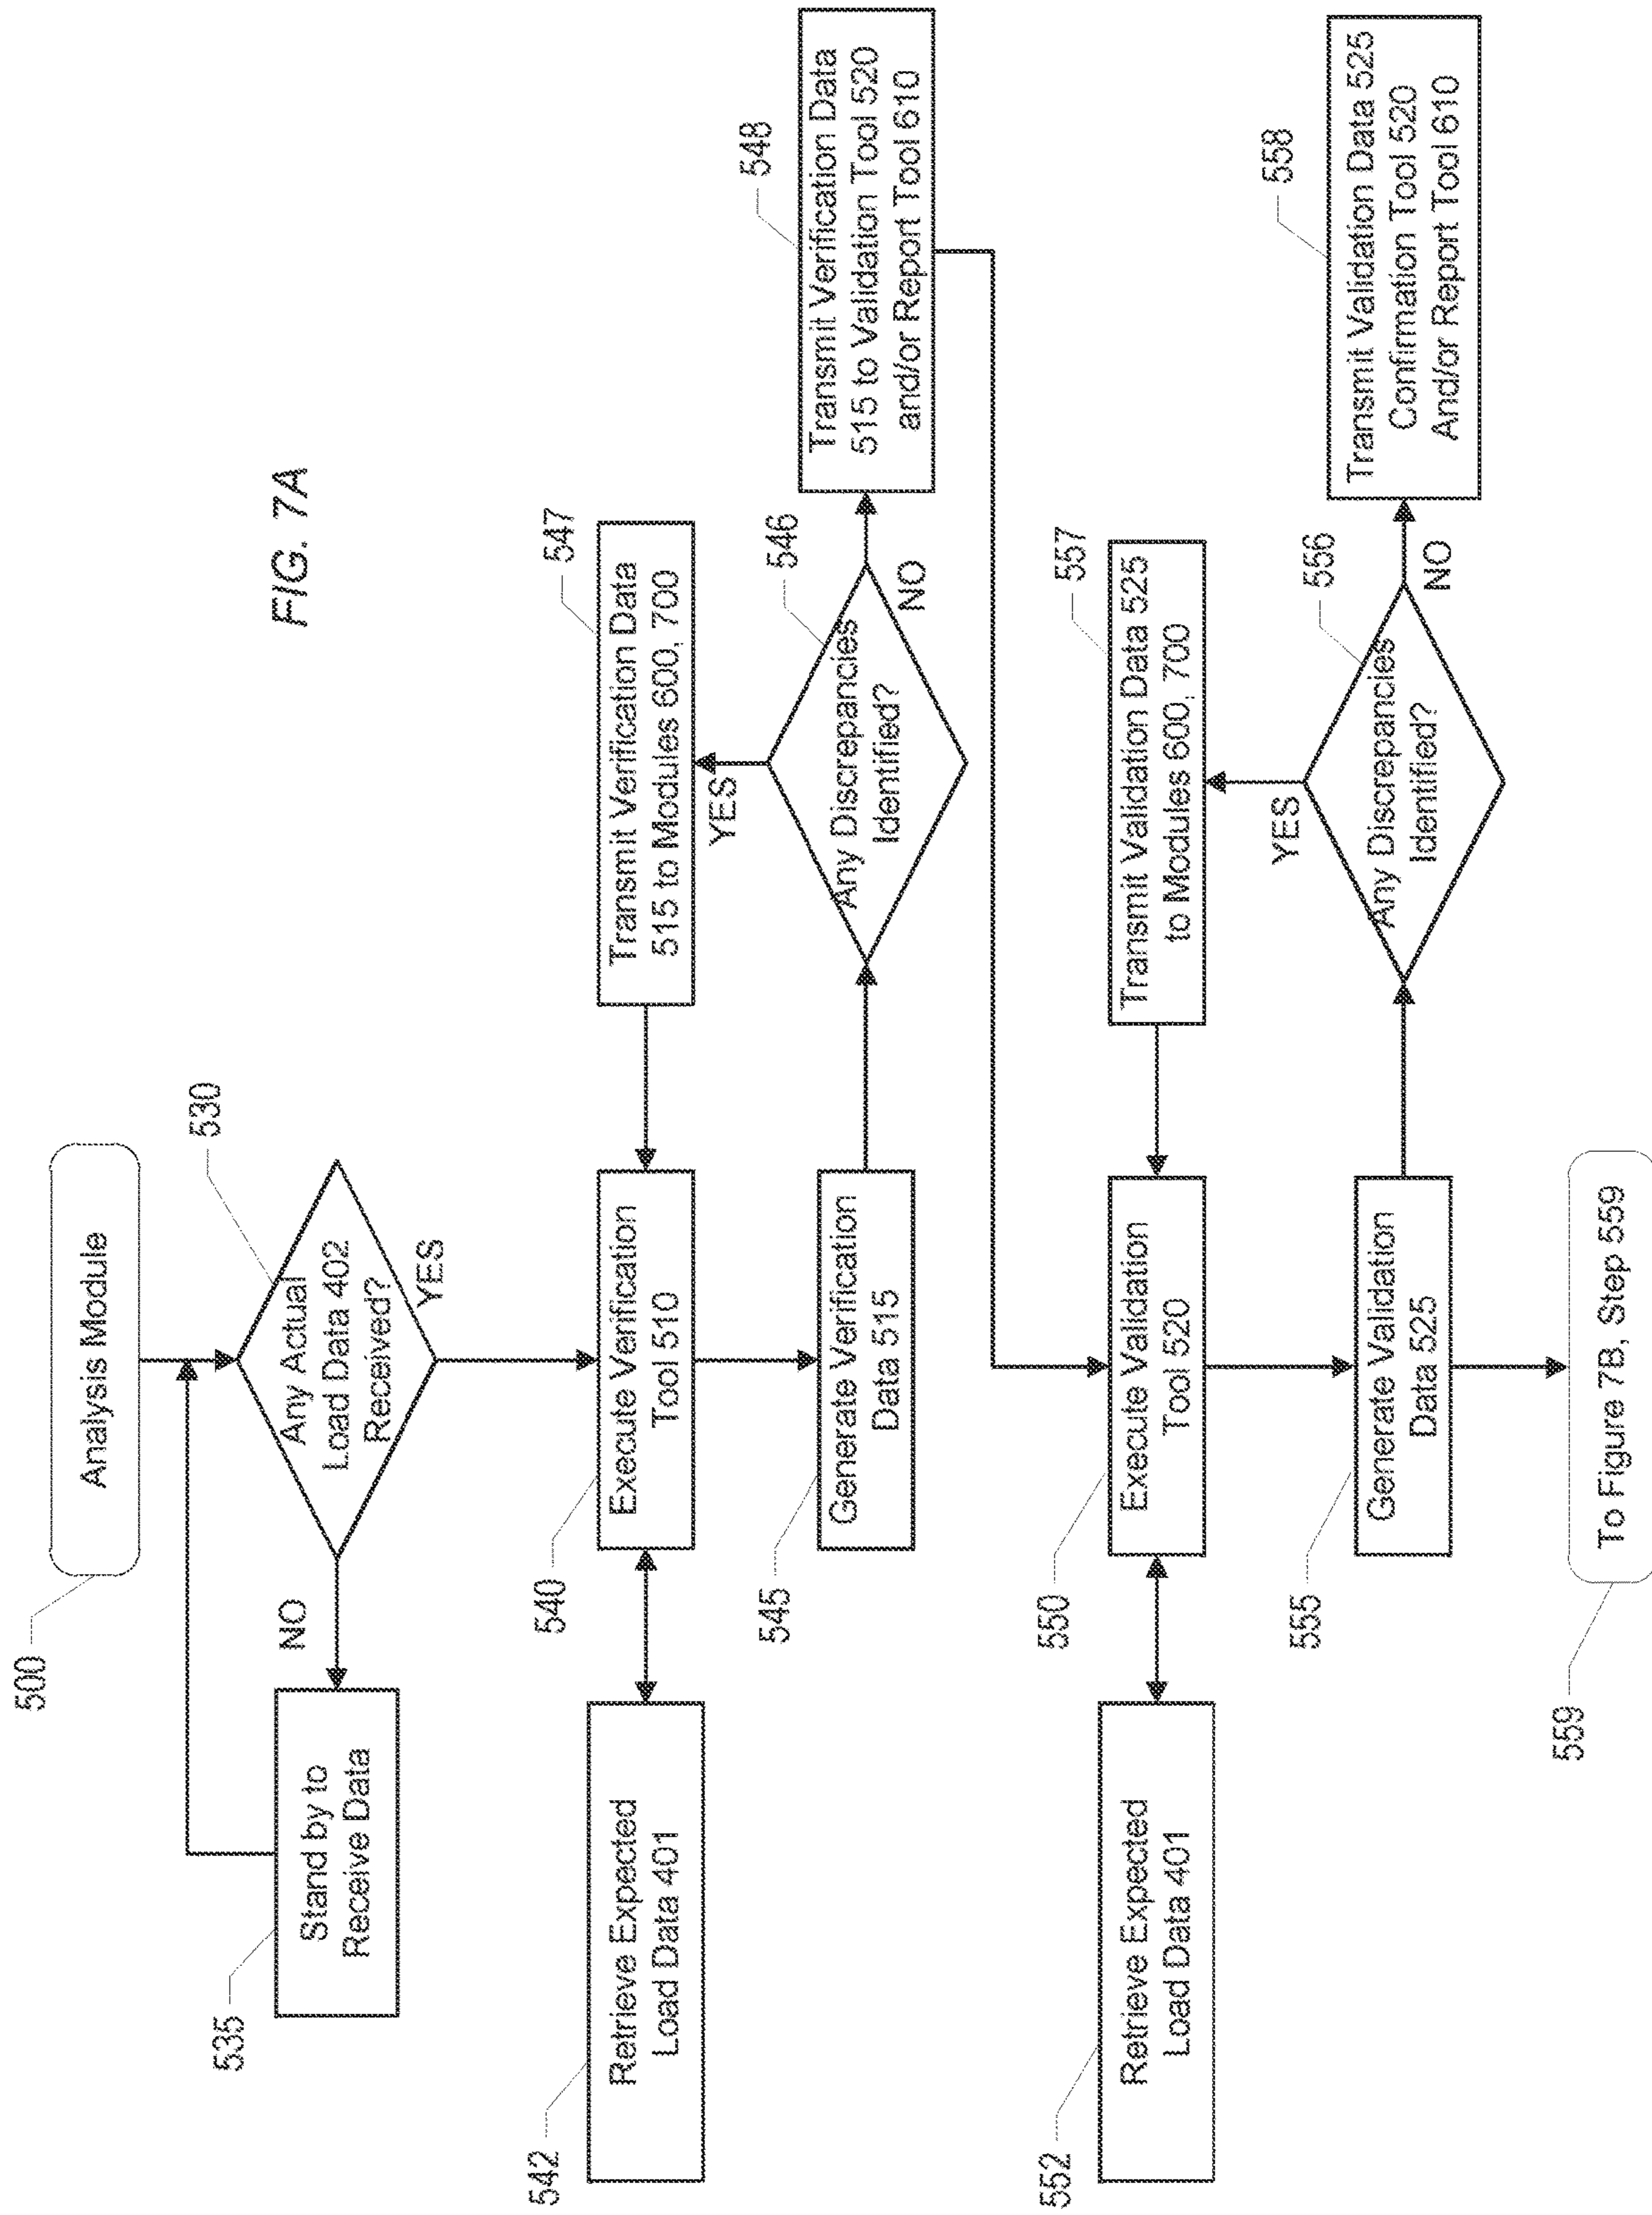 FIG. 7A
500
Analysis Module
530
Any Actual
Load Data 402
Received?
NO
YES
535
Stand by to
Receive Data
540
Execute Verification
Tool 510
542
Retrieve Expected
Load Data 401
547
Transmit Verification Data
515 to Modules 600, 700
545
Generate Verification
Data 515
YES
546
Any Discrepancies
Identified?
NO
548
Transmit Verification Data
515 to Validation Tool 520
and/or Report Tool 610
550
Execute Validation
Tool 520
552
Retrieve Expected
Load Data 401
557
Transmit Validation Data 525
to Modules 600, 700
555
Generate Validation
Data 525
YES
556
Any Discrepancies
Identified?
NO
558
Transmit Validation Data 525
Confirmation Tool 520
And/or Report Tool 610
559
To Figure 7B, Step 559